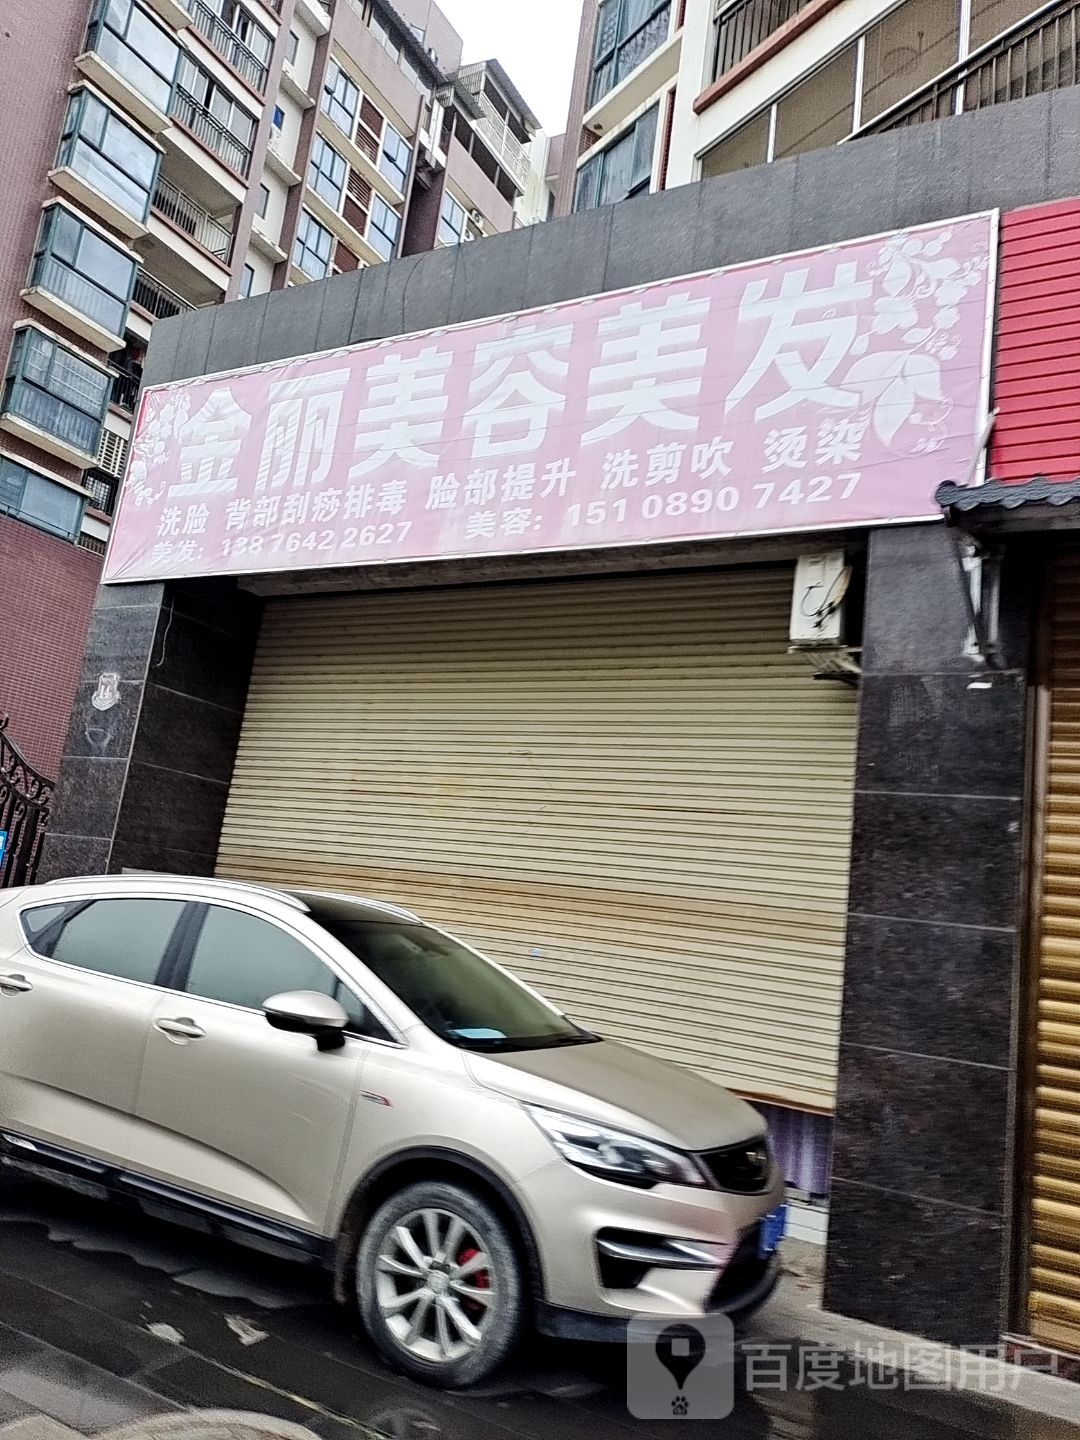 金丽美容美发
洗脸 背部刮痧排毒 脸部提升 洗剪吹 烫染
美发: 138 7642 2627 美容: 151 0890 7427
百度地图用户